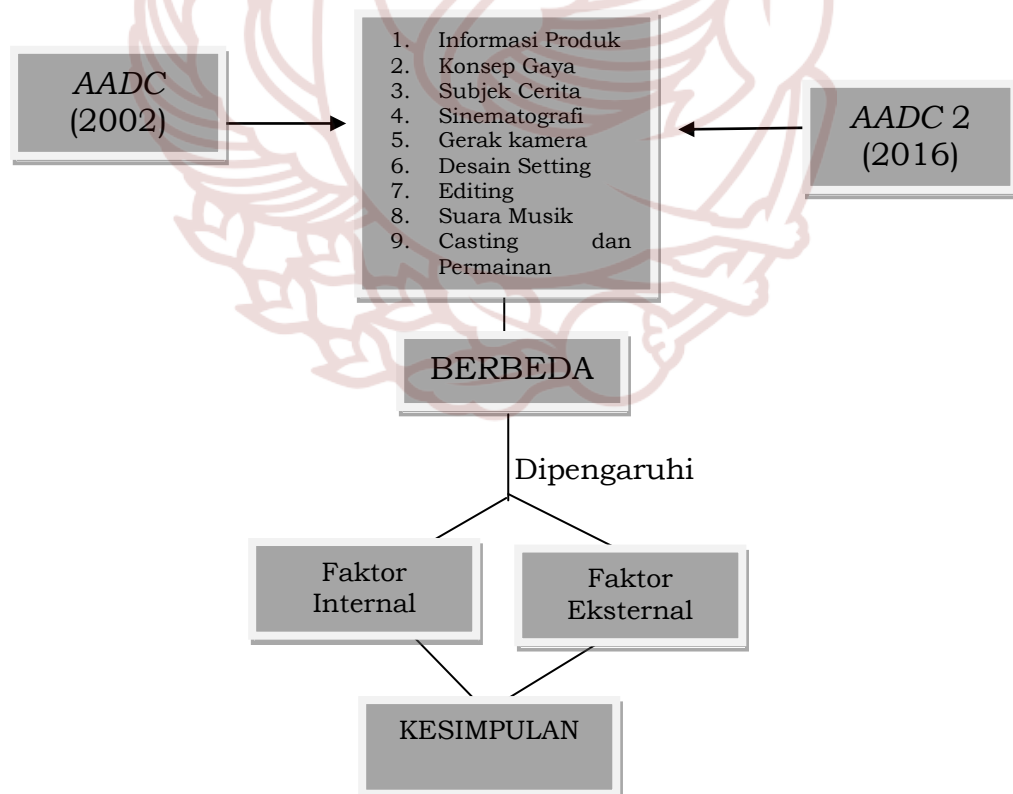 AADC
(2002)
1. Informasi Produk
2. Konsep Gaya
3. Subjek Cerita
4. Sinematografi
5. Gerak kamera
6. Desain Setting
7. Editing
8. Suara Musik
9. Casting dan
Permainan
AADC 2
(2016)
BERBEDA
Dipengaruhi
Faktor
Internal
Faktor
Eksternal
KESIMPULAN